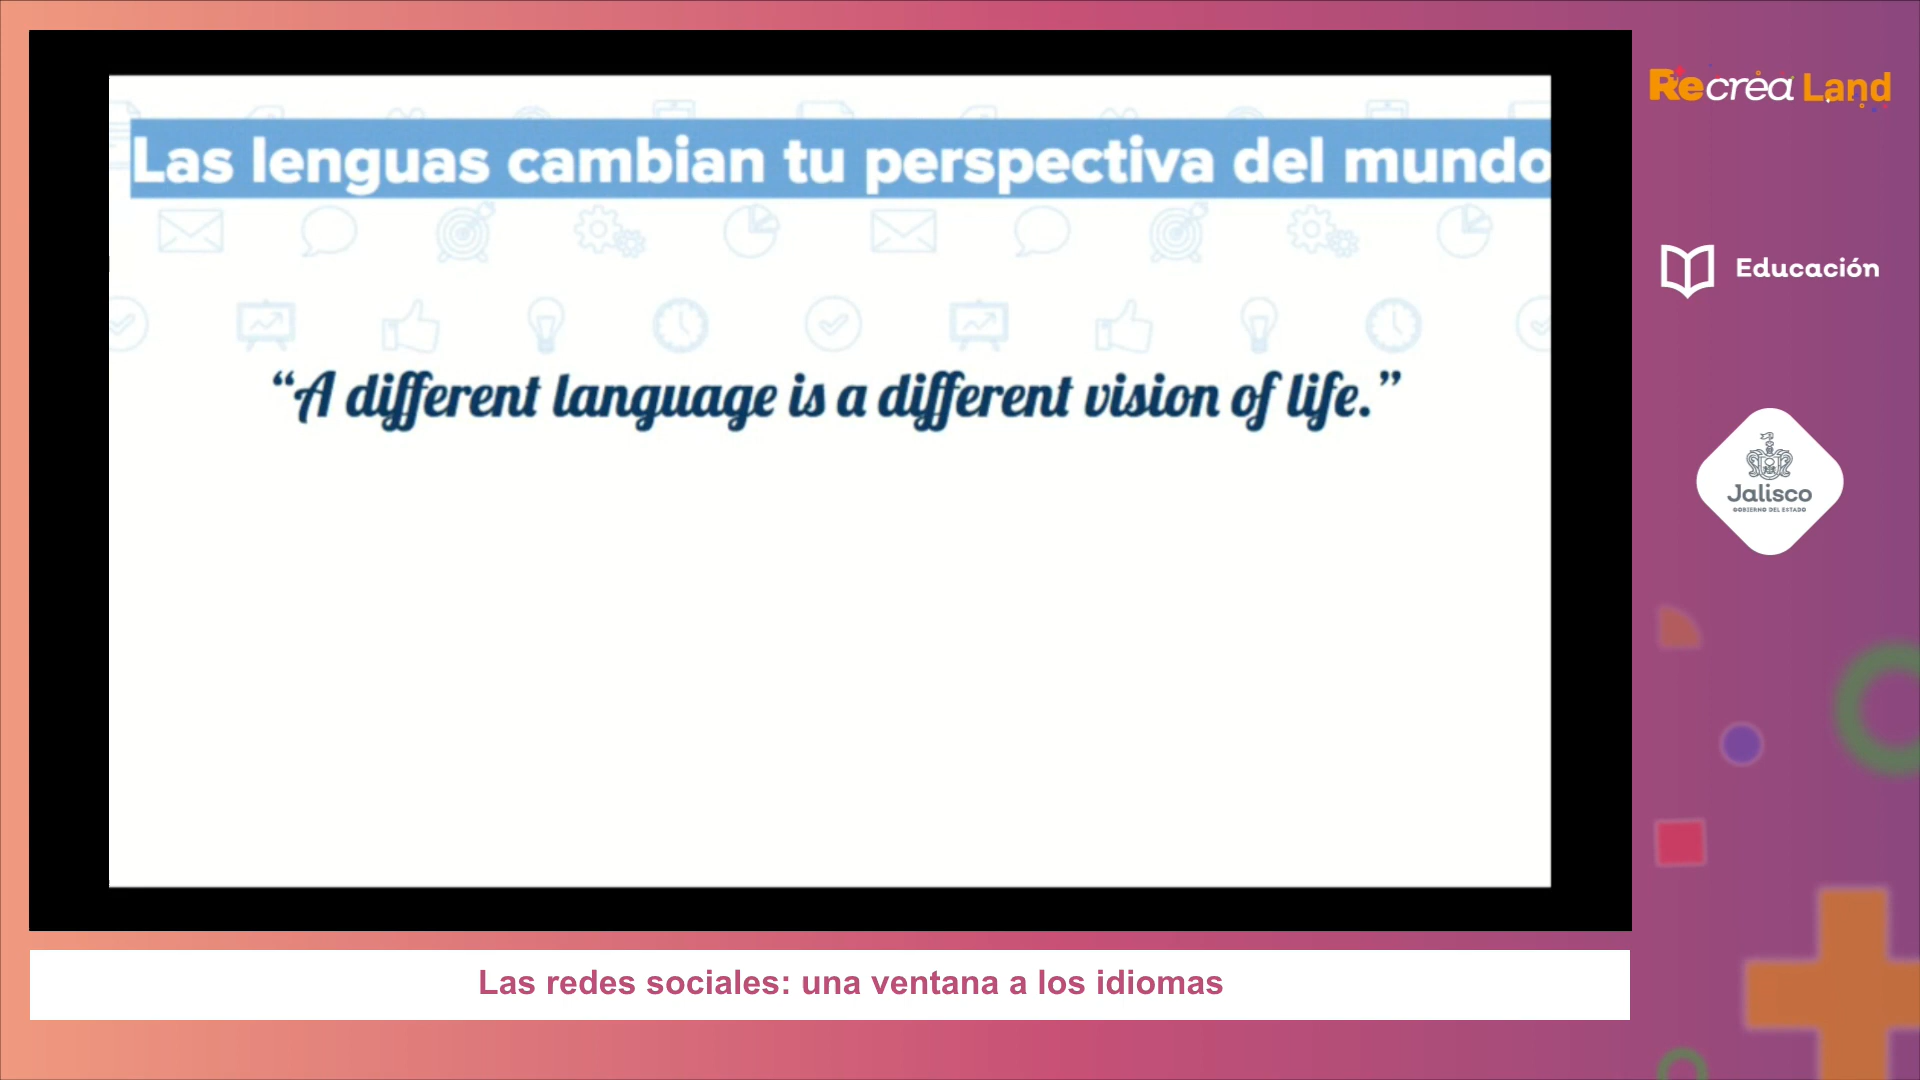 Las lenguas cambian tu perspectiva del mundo
“A different language is a different vision of life.”
Las redes sociales: una ventana a los idiomas
Recrea Land
Educación
Jalisco
GOBIERNO DEL ESTADO